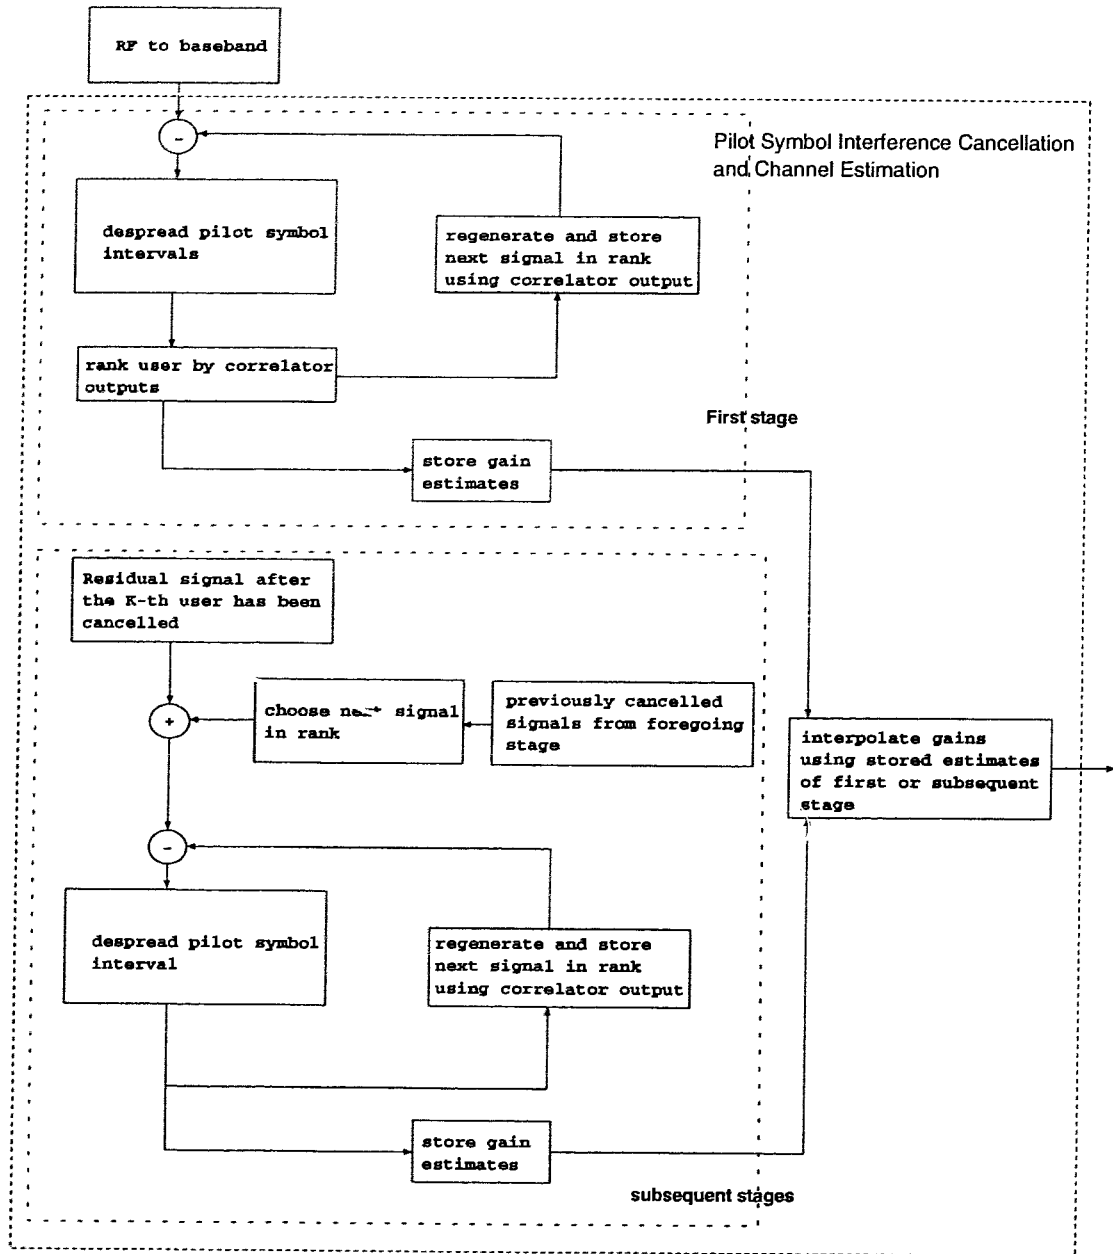 RF to baseband
Pilot Symbol Interference Cancellation
and Channel Estimation
despread pilot symbol
intervals
regenerate and store
next signal in rank
using correlator output
rank user by correlator
outputs
First stage
store gain
estimates
Residual signal after
the K-th user has been
cancelled
+
choose next signal
in rank
previously cancelled
signals from foregoing
stage
interpolate gains
using stored estimates
of first or subsequent
stage
-
despread pilot symbol
interval
regenerate and store
next signal in rank
using correlator output
store gain
estimates
subsequent stages